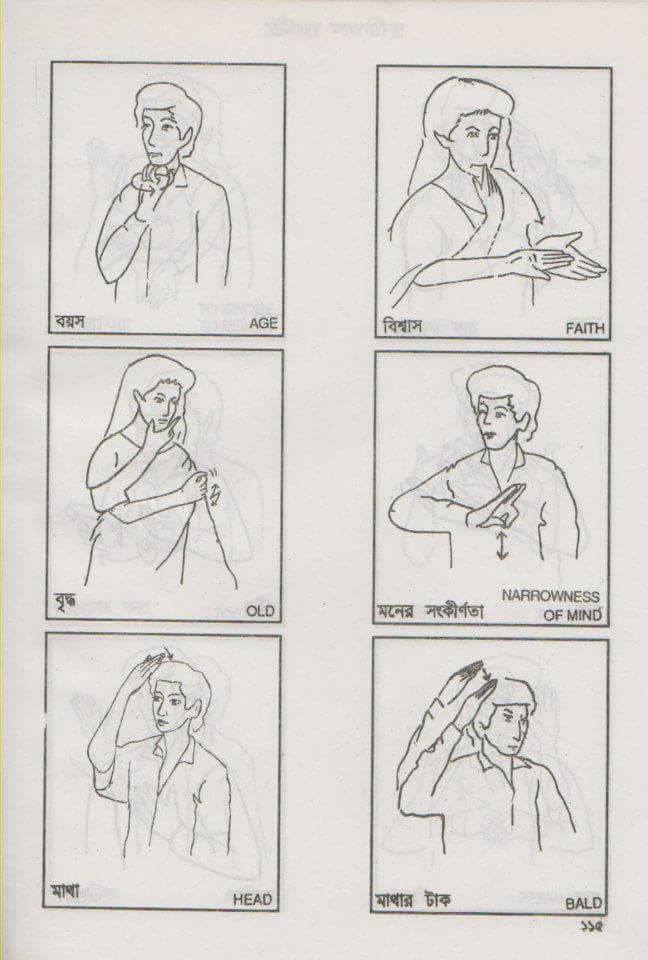 বয়স AGE
বিশ্বাস FAITH
বৃদ্ধ OLD
মনের সংকীর্ণতা NARROWNESS
OF MIND
মাথা HEAD
মাথার টাক BALD
১১৫